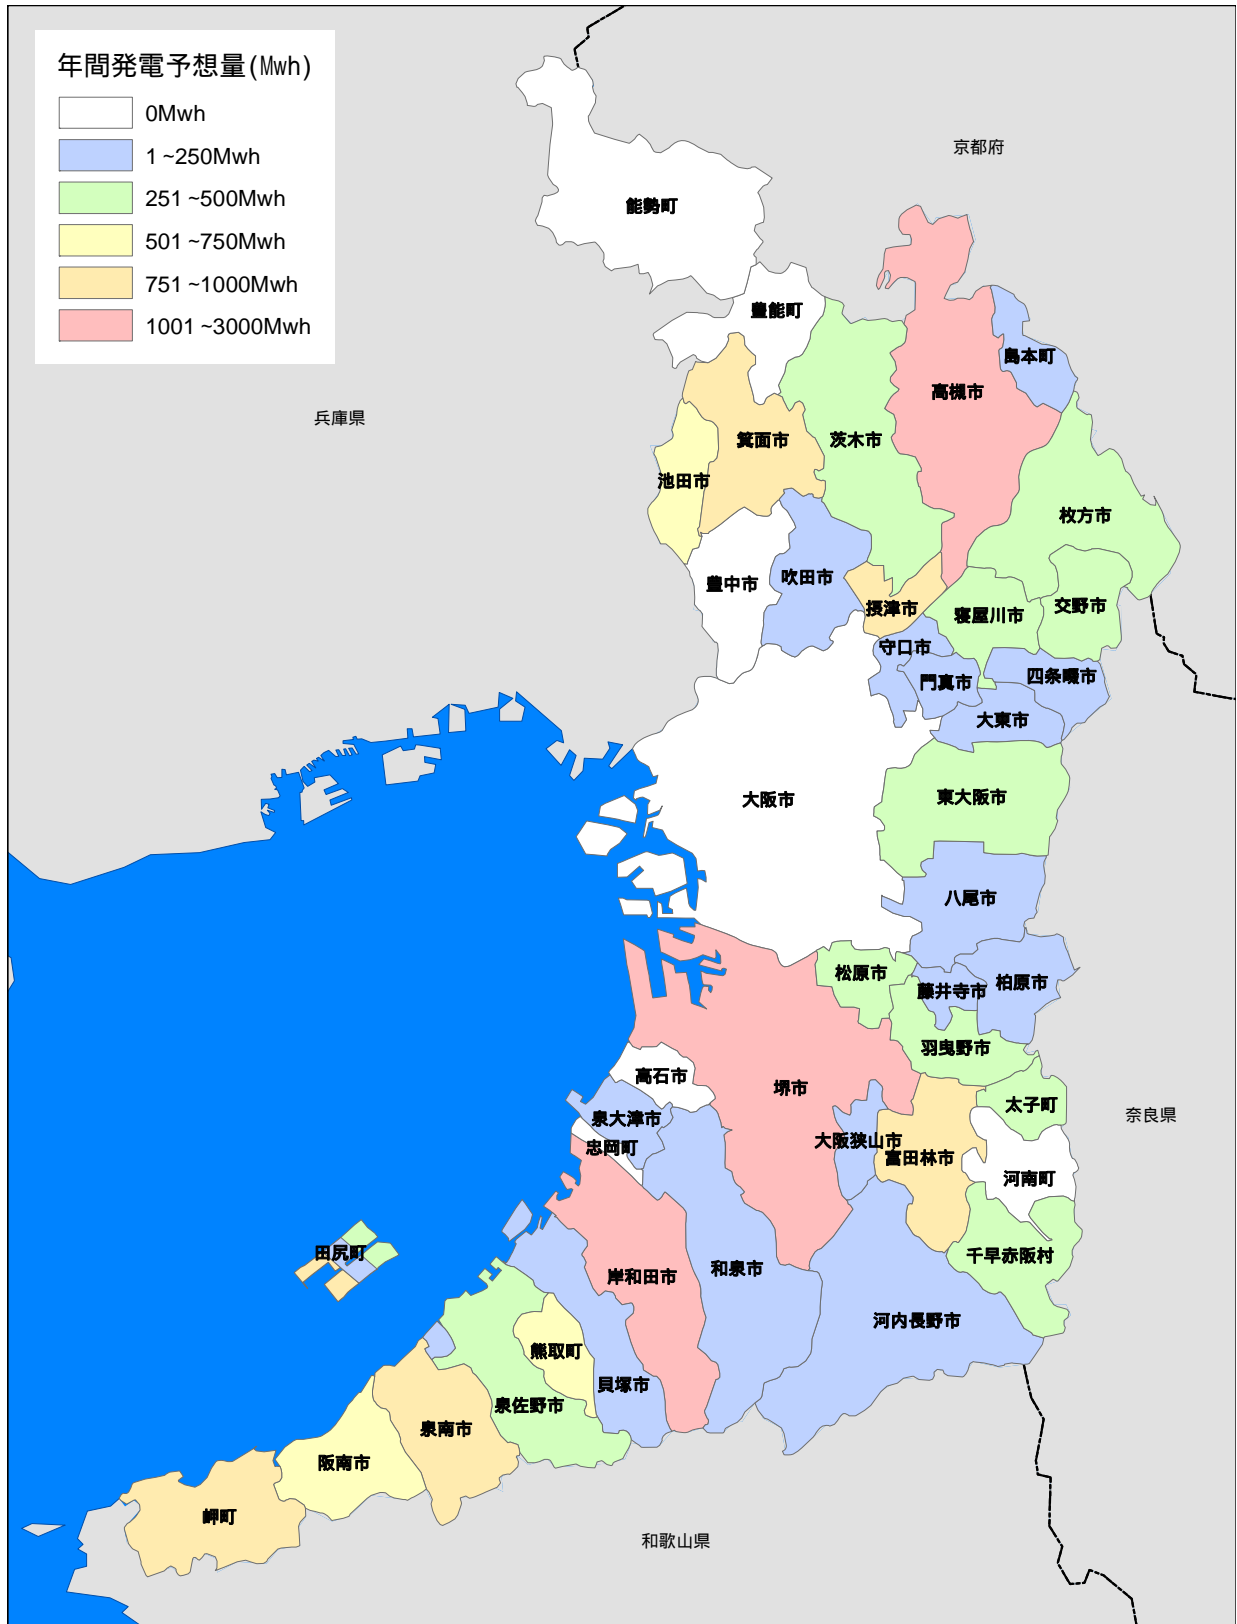 年間発電予想量(Mwh)
0Mwh
1 ~250Mwh
251 ~500Mwh
501 ~750Mwh
751 ~1000Mwh
1001 ~3000Mwh
京都府
能勢町
豊能町
島本町
高槻市
兵庫県
箕面市
茨木市
池田市
枚方市
吹田市
豊中市
摂津市
寝屋川市
交野市
守口市
門真市
四条畷市
大東市
大阪市
東大阪市
八尾市
松原市
藤井寺市
柏原市
羽曳野市
高石市
堺市
太子町
泉大津市
奈良県
忠岡町
大阪狭山市
富田林市
河南町
田尻町
千早赤阪村
岸和田市
和泉市
河内長野市
熊取町
貝塚市
泉佐野市
泉南市
阪南市
岬町
和歌山県